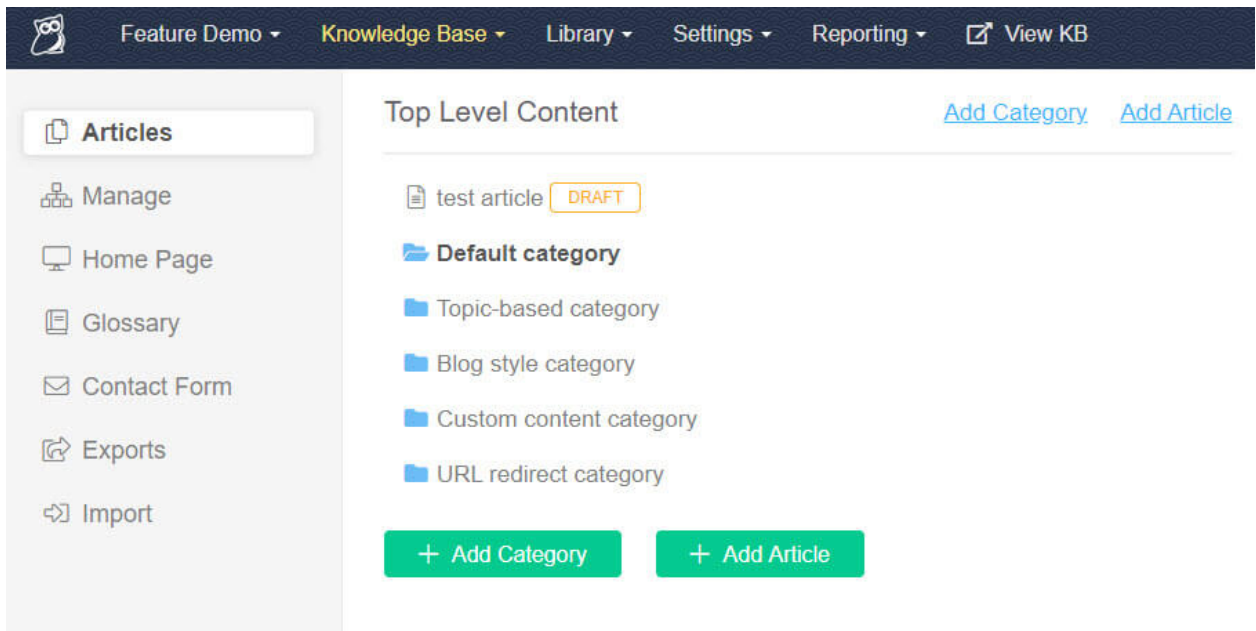 Feature Demo Knowledge Base Library Settings Reporting View KB
Articles
Manage
Home Page
Glossary
Contact Form
Exports
Import
Top Level Content Add Category Add Article
test article DRAFT
Default category
Topic-based category
Blog style category
Custom content category
URL redirect category
+ Add Category + Add Article